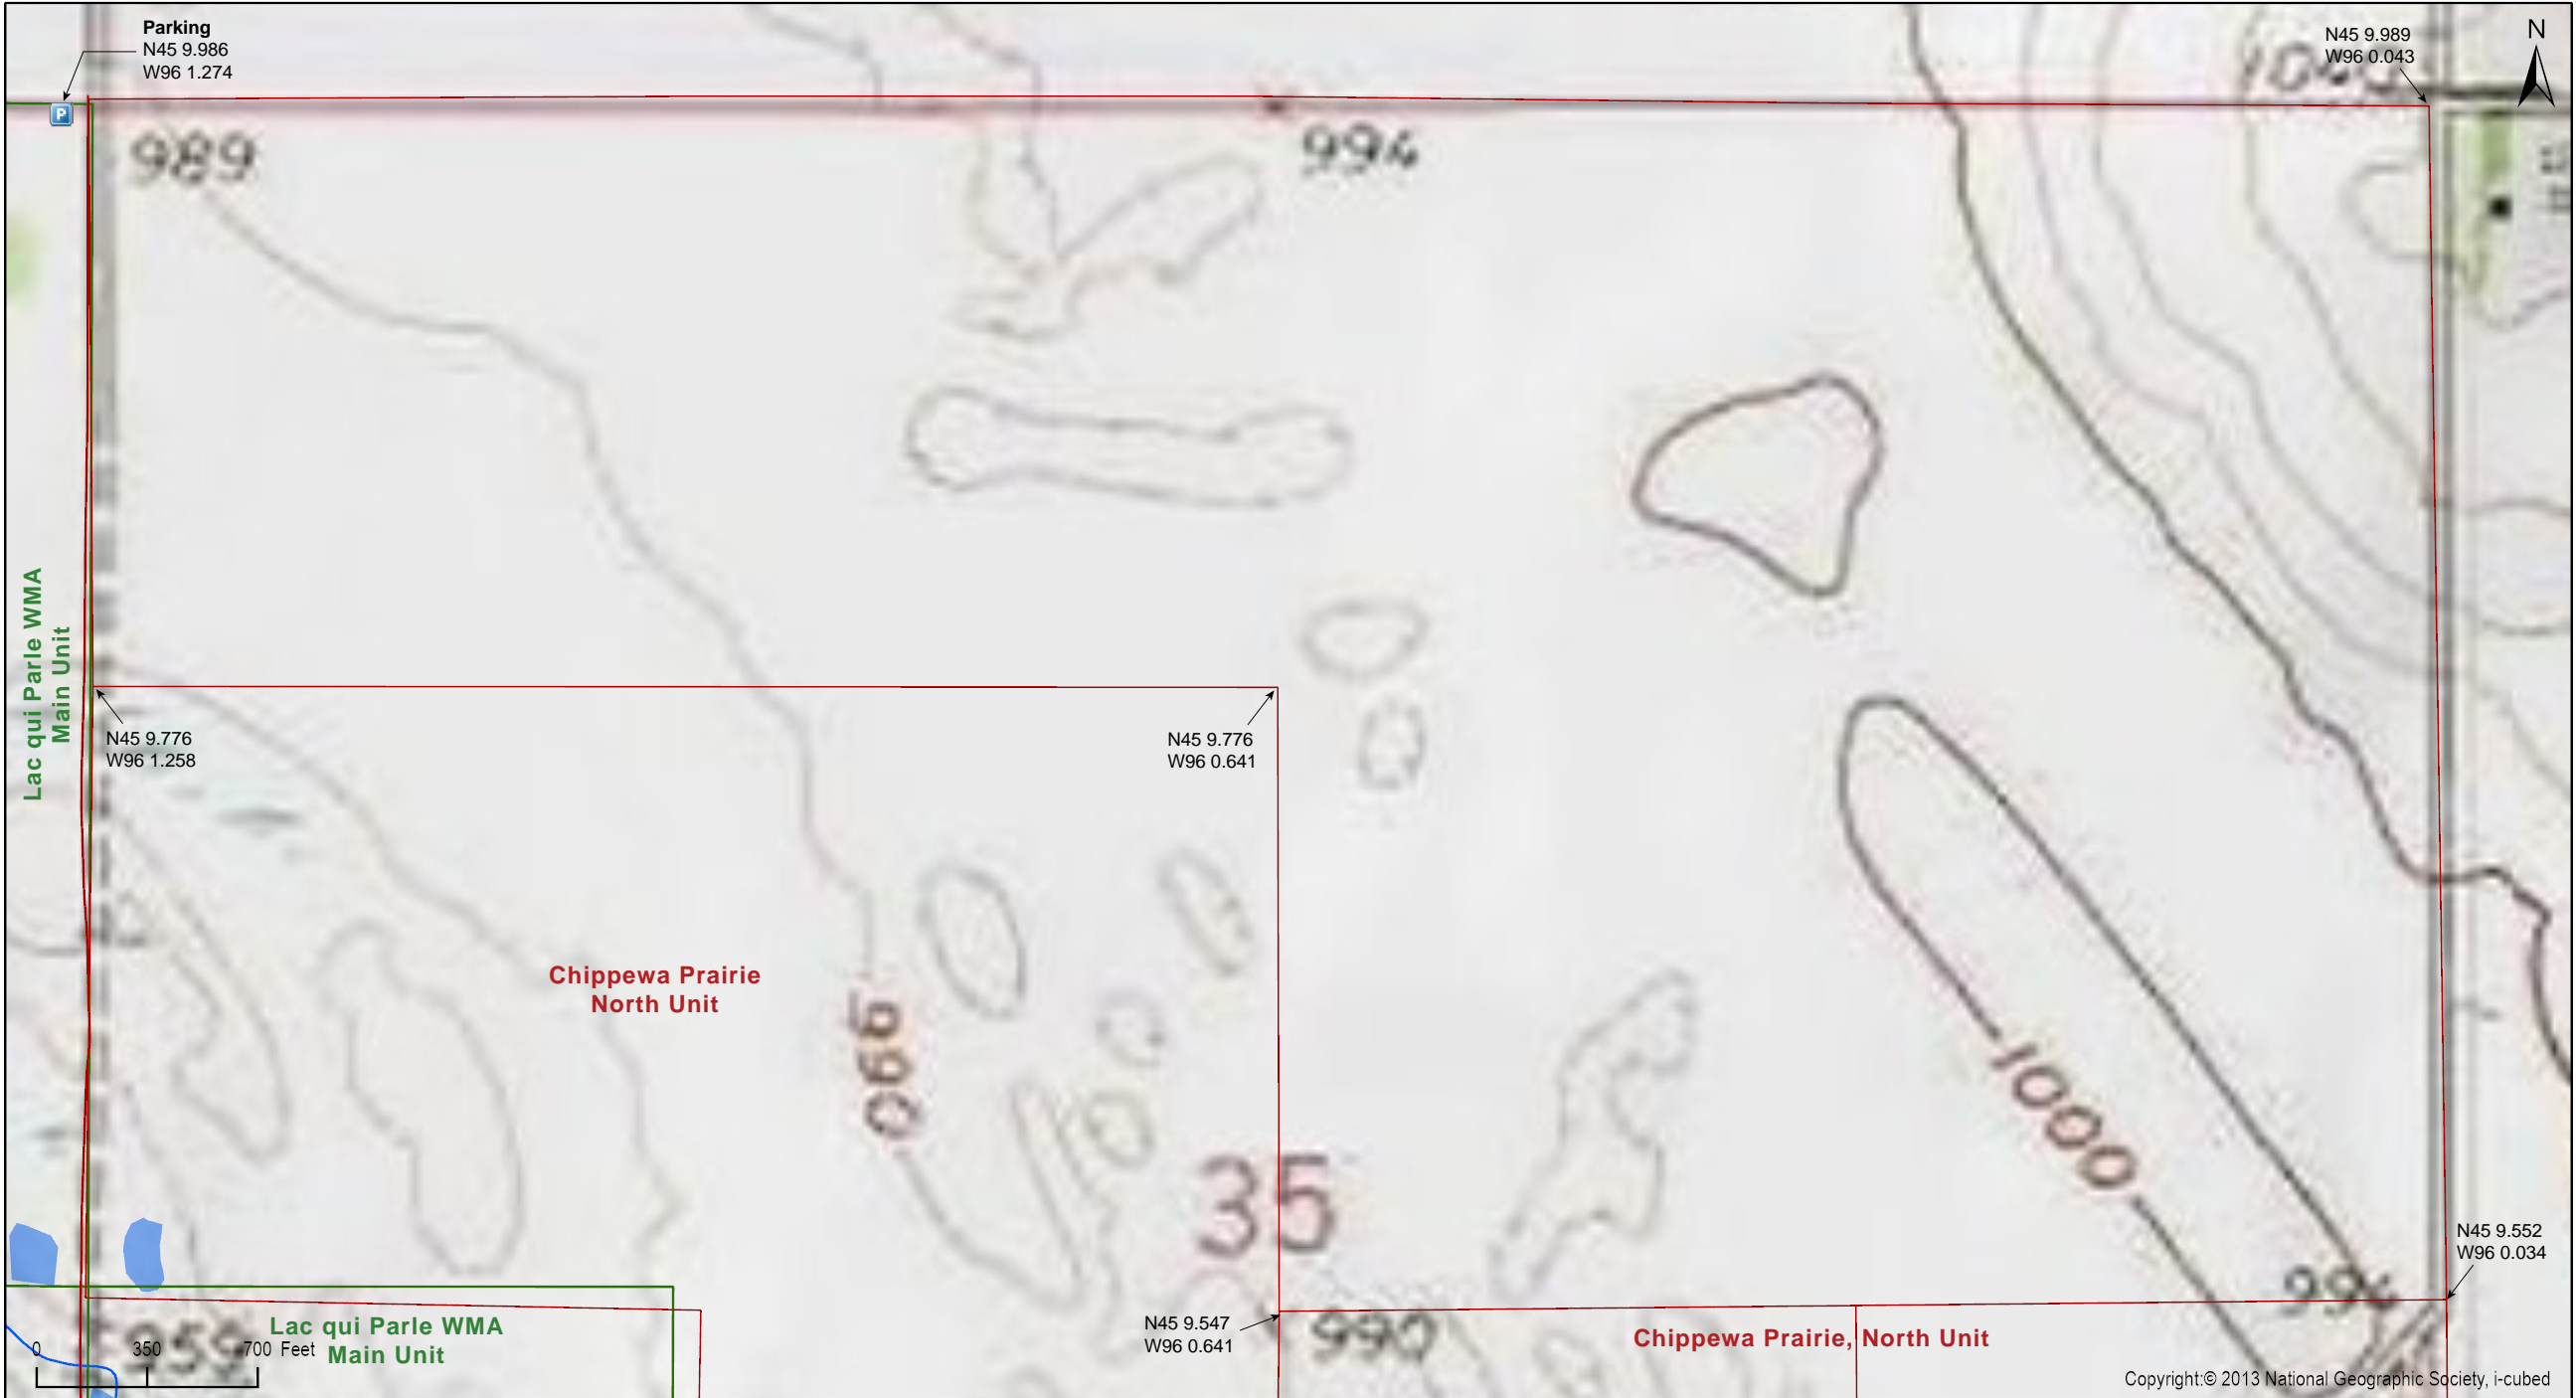 Parking
N45 9.986
W96 1.274
N45 9.989
W96 0.043
N
P
989
994
Lac qui Parle WMA
Main Unit
N45 9.776
W96 1.258
N45 9.776
W96 0.641
Chippewa Prairie
North Unit
990
1000
35
N45 9.552
W96 0.034
994
N45 9.547
W96 0.641
990
Chippewa Prairie, North Unit
959
Lac qui Parle WMA
Main Unit
0 350 700 Feet
Copyright:© 2013 National Geographic Society, i-cubed